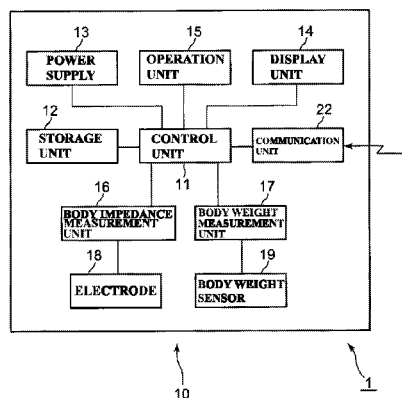 13
15
14
POWER
SUPPLY
OPERATION
UNIT
DISPLAY
UNIT
12
22
STORAGE
UNIT
CONTROL
UNIT
COMMUNICATION
UNIT
11
16
17
BODY IMPEDANCE
MEASUREMENT
UNIT
BODY WEIGHT
MEASUREMENT
UNIT
18
19
ELECTRODE
BODY WEIGHT
SENSOR
10
1